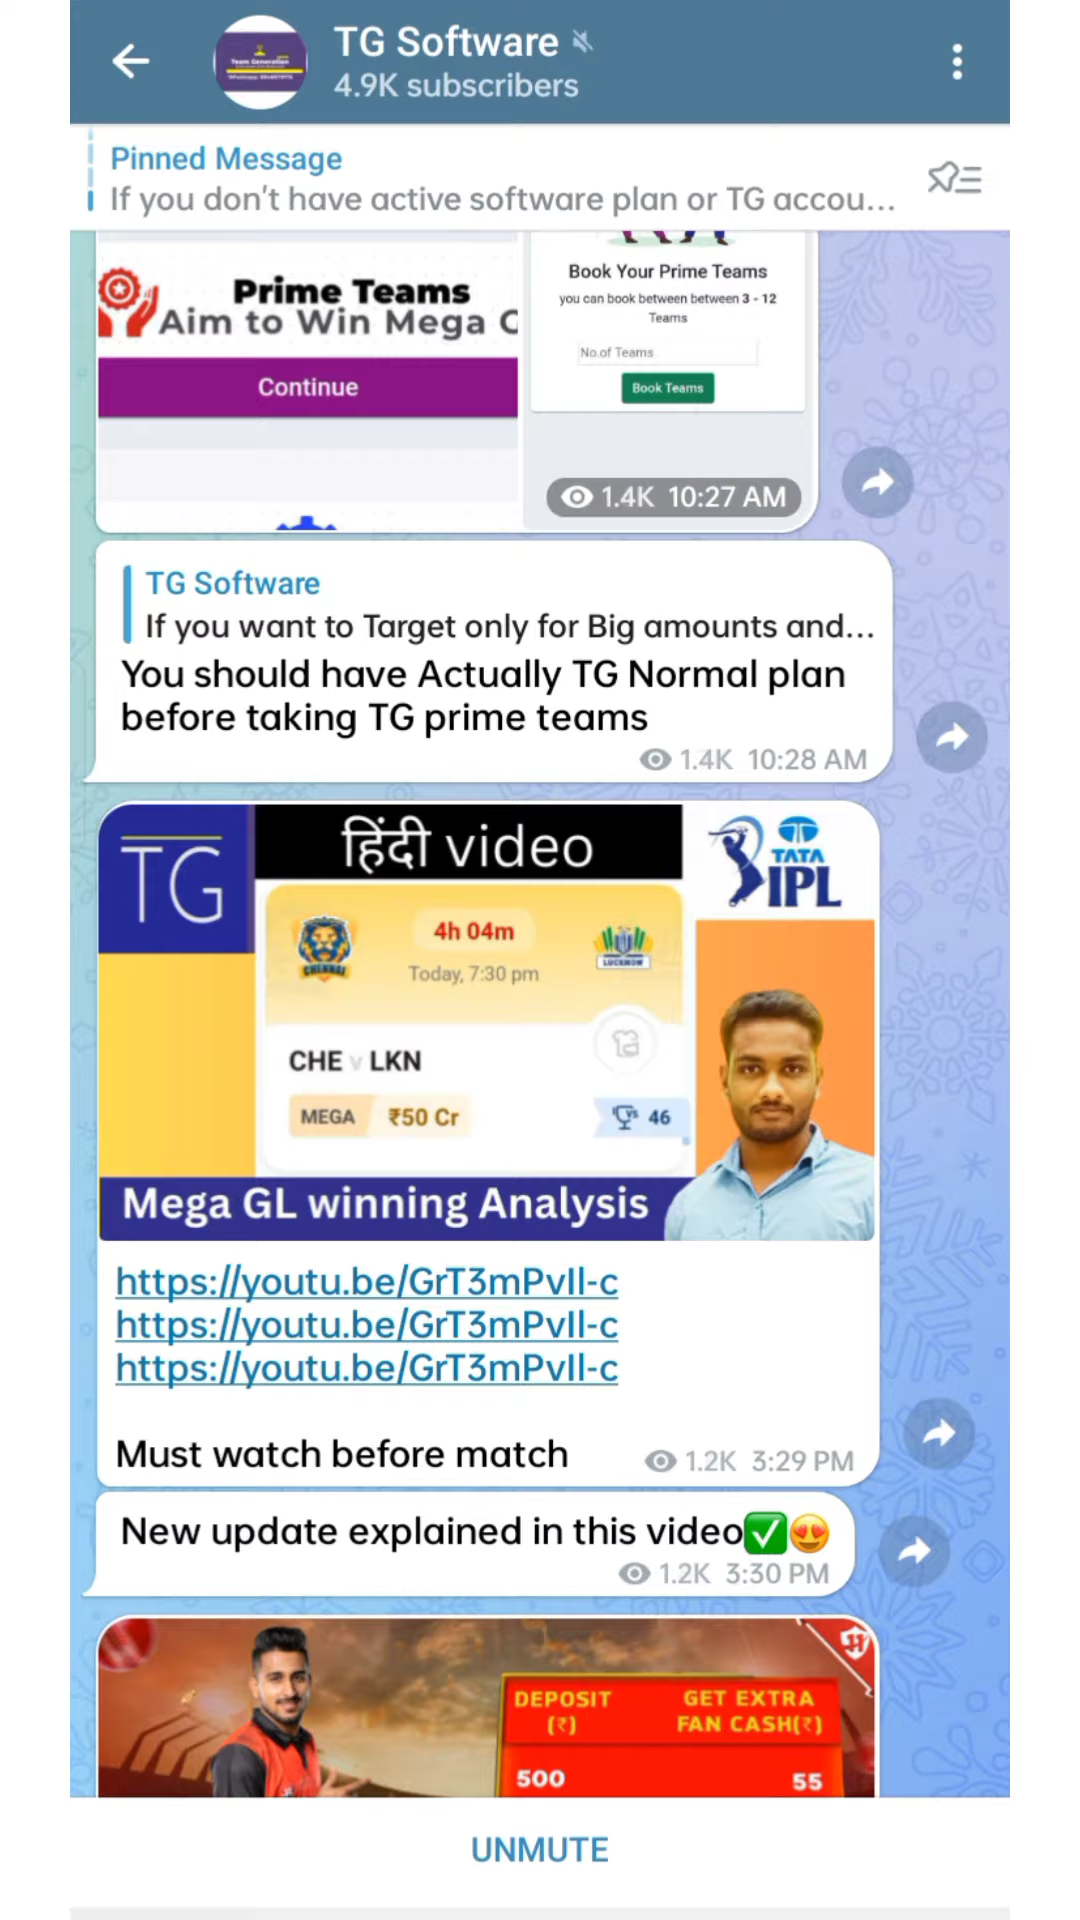 TG Software
4.9K subscribers
Pinned Message
If you don't have active software plan or TG accou...
Prime Teams
Aim to Win Mega C
Continue
Book Your Prime Teams
you can book between between 3 - 12
Teams
No.of Teams
Book Teams
1.4K 10:27 AM
TG Software
If you want to Target only for Big amounts and...
You should have Actually TG Normal plan
before taking TG prime teams
1.4K 10:28 AM
TG
हिंदी video
TATA
IPL
4h 04m
Today, 7:30 pm
CHENNAI
LUCKNOW
CHE v LKN
MEGA ₹50 Cr
VS 46
Mega GL winning Analysis
https://youtu.be/GrT3mPvIl-c
https://youtu.be/GrT3mPvIl-c
https://youtu.be/GrT3mPvIl-c
Must watch before match
1.2K 3:29 PM
New update explained in this video✅😍
1.2K 3:30 PM
DEPOSIT
(₹)
GET EXTRA
FAN CASH(₹)
500
55
UNMUTE